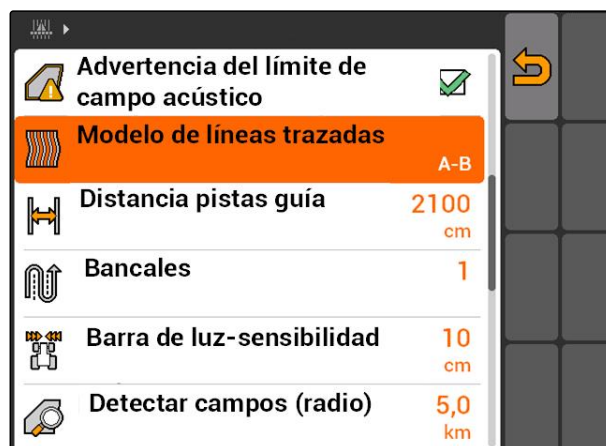 Advertencia del límite de
campo acústico
Modelo de líneas trazadas
A-B
Distancia pistas guía
2100
cm
Bancales
1
Barra de luz-sensibilidad
10
cm
Detectar campos (radio)
5,0
km